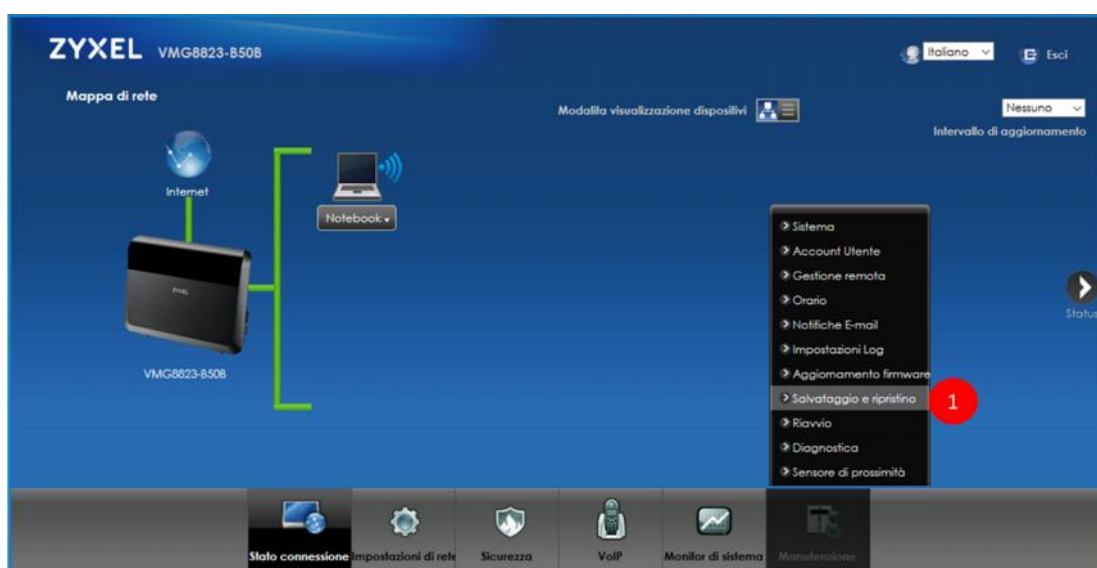 ZYXEL VMG8823-B50B
Italiano
Esci
Mappa di rete
Modalità visualizzazione dispositivi
Nessuno
Intervallo di aggiornamento
Internet
Notebook
ZYXEL
VMG8823-B50B
Sistema
Account Utente
Gestione remota
Orario
Notifiche E-mail
Impostazioni Log
Aggiornamento firmware
Salvataggio e ripristino
1
Riavvio
Diagnostica
Sensore di prossimità
Status
Stato connessione
Impostazioni di rete
Sicurezza
VoIP
Monitor di sistema
Manutenzione